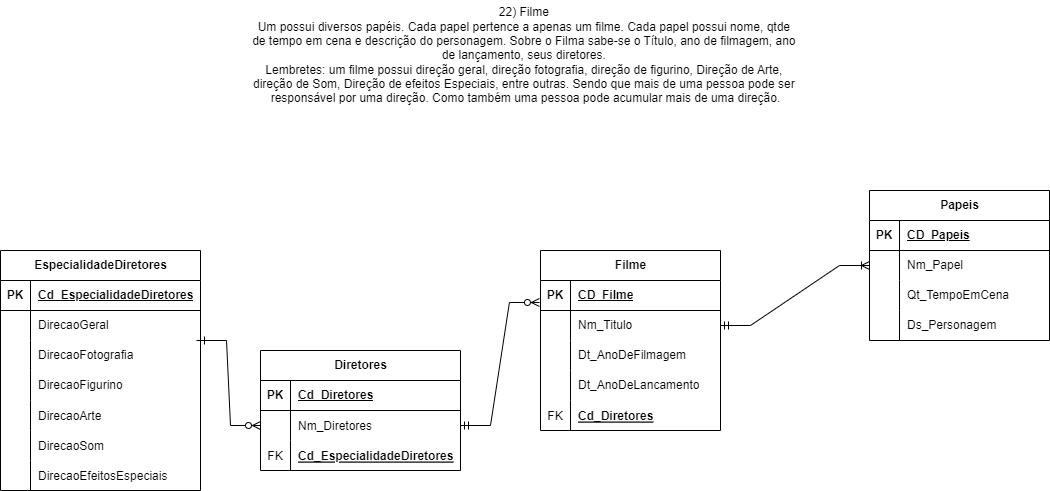 22) Filme
Um possui diversos papéis. Cada papel pertence a apenas um filme. Cada papel possui nome, qtde
de tempo em cena e descrição do personagem. Sobre o Filma sabe-se o Título, ano de filmagem, ano
de lançamento, seus diretores.
Lembretes: um filme possui direção geral, direção fotografia, direção de figurino, Direção de Arte,
direção de Som, Direção de efeitos Especiais, entre outras. Sendo que mais de uma pessoa pode ser
responsável por uma direção. Como também uma pessoa pode acumular mais de uma direção.
EspecialidadeDiretores
PK Cd_EspecialidadeDiretores
DirecaoGeral
DirecaoFotografia
DirecaoFigurino
DirecaoArte
DirecaoSom
DirecaoEfeitosEspeciais
Diretores
PK Cd_Diretores
Nm_Diretores
FK Cd_EspecialidadeDiretores
Filme
PK CD_Filme
Nm_Titulo
Dt_AnoDeFilmagem
Dt_AnoDeLancamento
FK Cd_Diretores
Papeis
PK CD_Papeis
Nm_Papel
Qt_TempoEmCena
Ds_Personagem